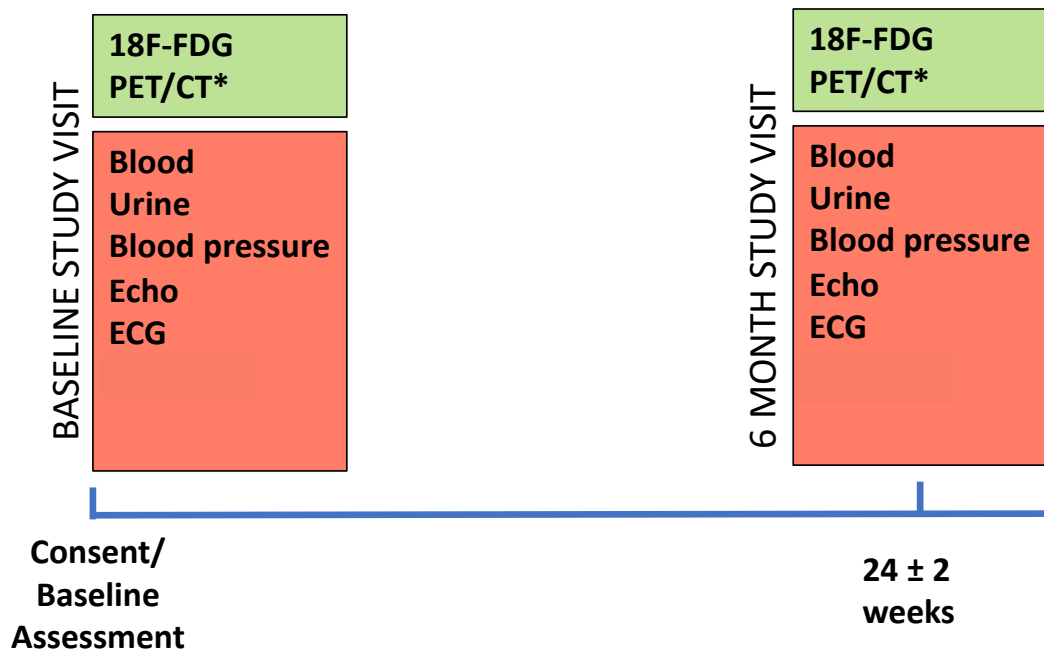 BASELINE STUDY VISIT
18F-FDG
PET/CT*
Blood
Urine
Blood pressure
Echo
ECG
6 MONTH STUDY VISIT
18F-FDG
PET/CT*
Blood
Urine
Blood pressure
Echo
ECG
Consent/
Baseline
Assessment
24 ± 2
weeks